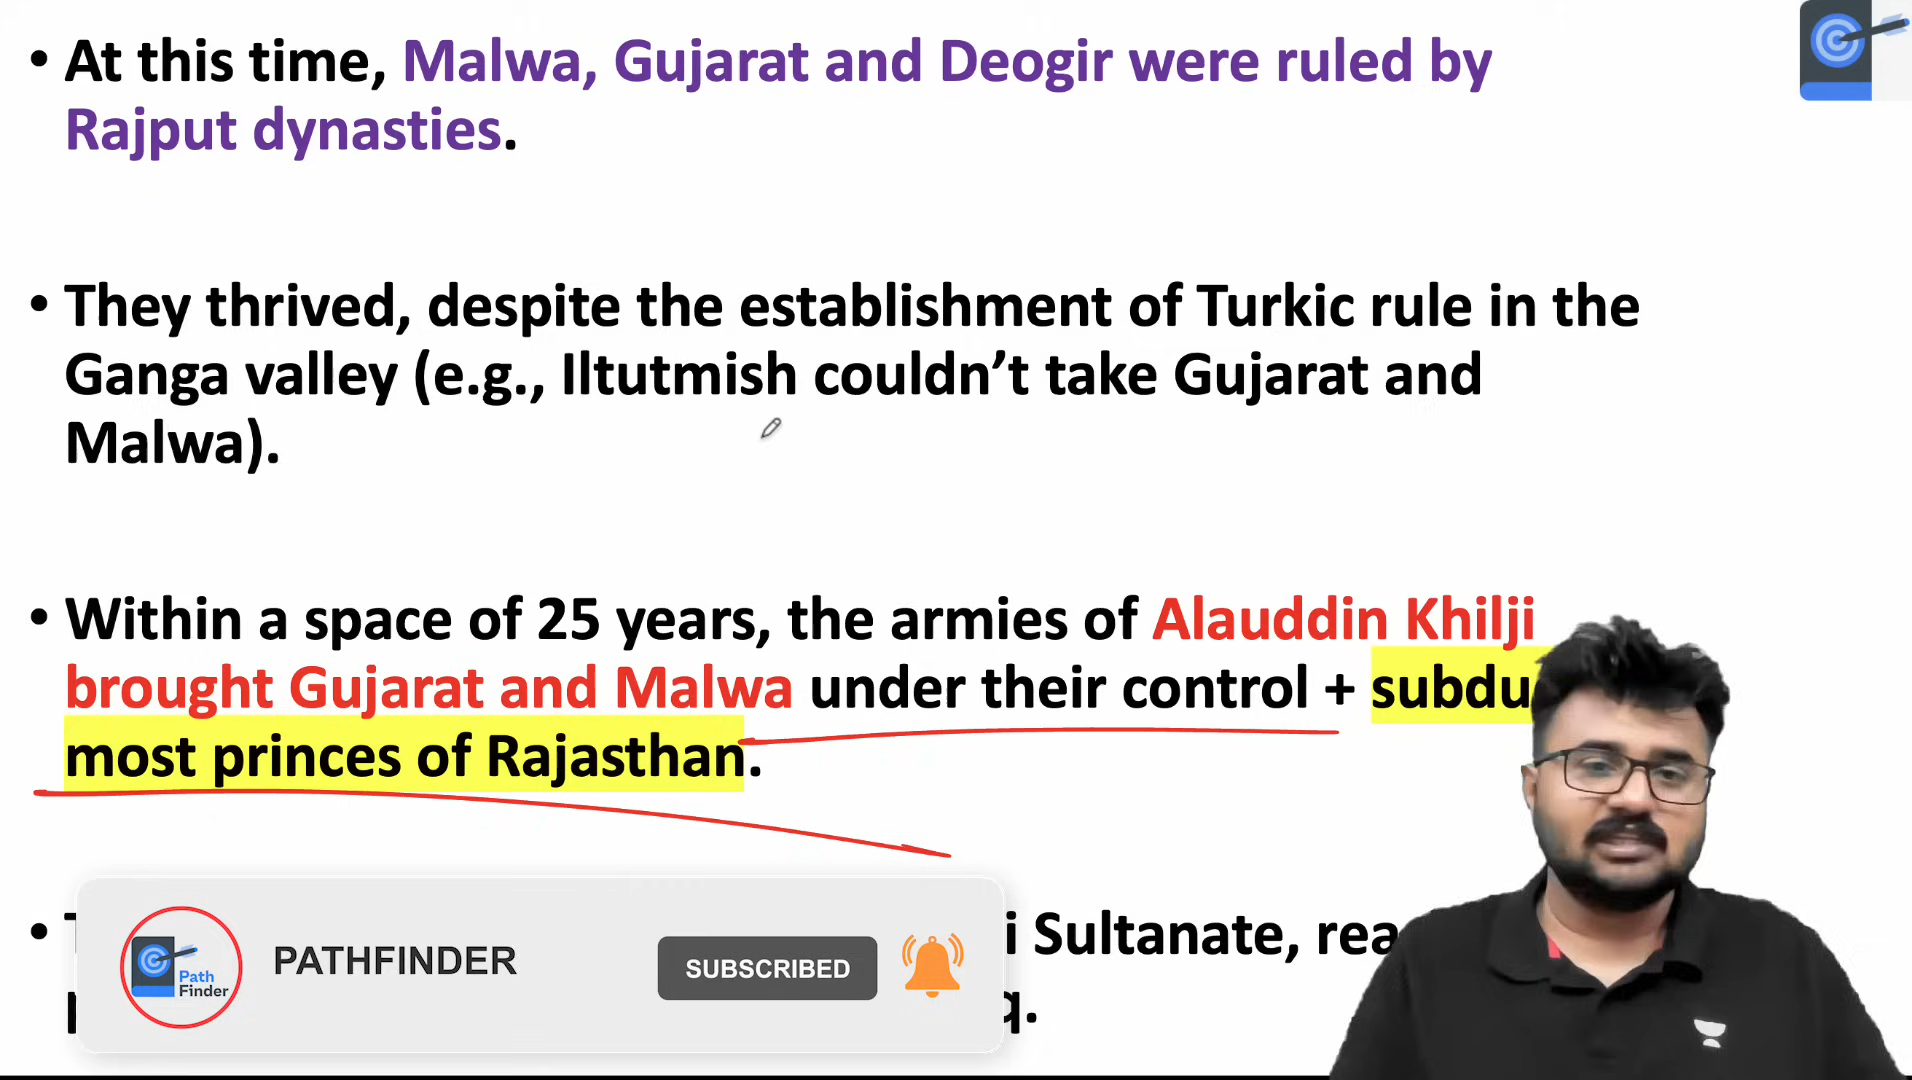 • At this time, Malwa, Gujarat and Deogir were ruled by
Rajput dynasties.
• They thrived, despite the establishment of Turkic rule in the
Ganga valley (e.g., Iltutmish couldn’t take Gujarat and
Malwa).
• Within a space of 25 years, the armies of Alauddin Khilji
brought Gujarat and Malwa under their control +
most princes of Rajasthan.
• Sultanate,
PATHFINDER
SUBSCRIBED
Path
Finder